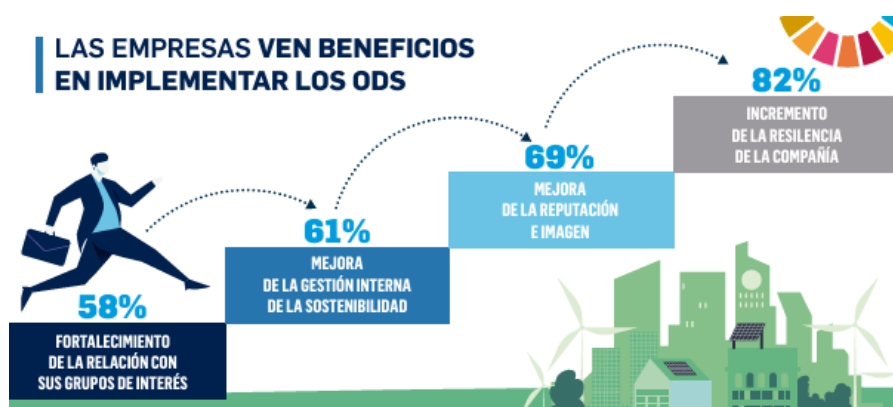 LAS EMPRESAS VEN BENEFICIOS
EN IMPLEMENTAR LOS ODS
82%
INCREMENTO
DE LA RESILENCIA
DE LA COMPAÑÍA
69%
MEJORA
DE LA REPUTACIÓN
E IMAGEN
61%
MEJORA
DE LA GESTIÓN INTERNA
DE LA SOSTENIBILIDAD
58%
FORTALECIMIENTO
DE LA RELACIÓN CON
SUS GRUPOS DE INTERÉS